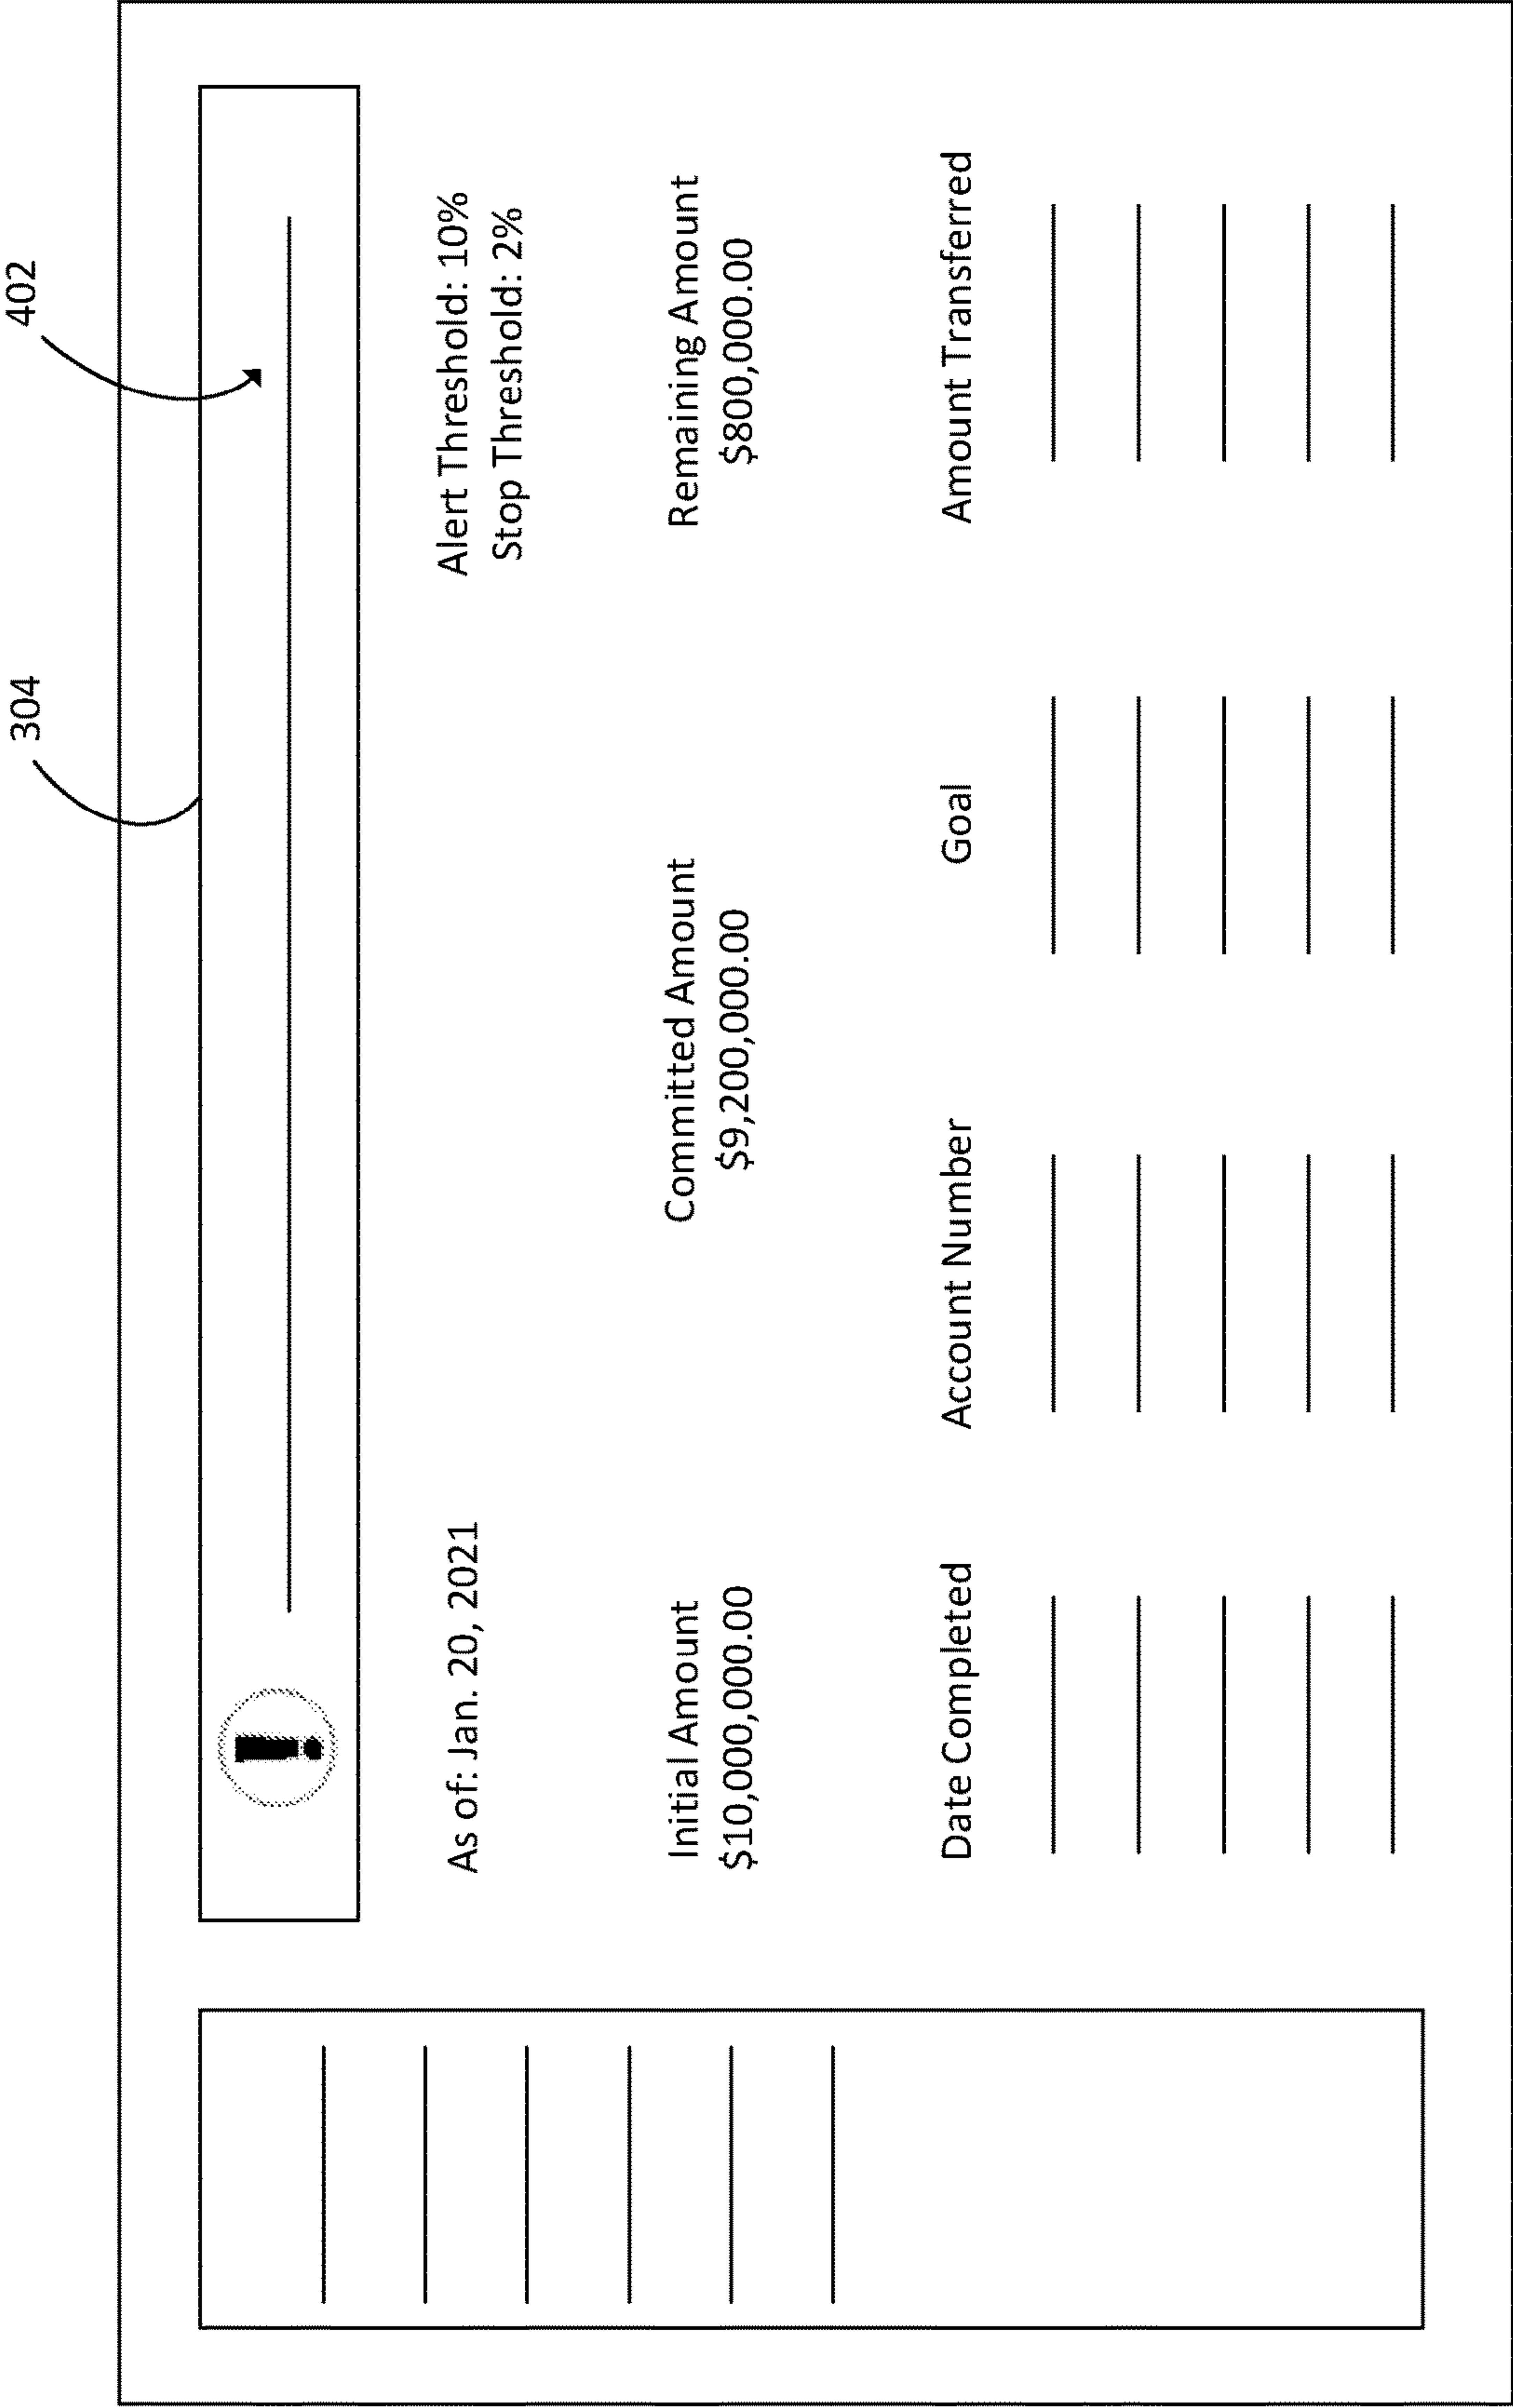 402
304
!
As of: Jan. 20, 2021
Alert Threshold: 10%
Stop Threshold: 2%
Initial Amount
$10,000,000.00
Committed Amount
$9,200,000.00
Remaining Amount
$800,000.00
Date Completed
Account Number
Goal
Amount Transferred